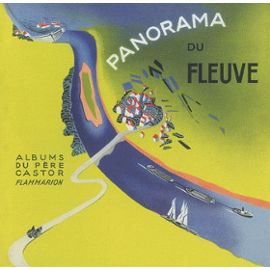 PANORAMA
DU
FLEUVE
ALBUMS
DU PÈRE
CASTOR
FLAMMARION